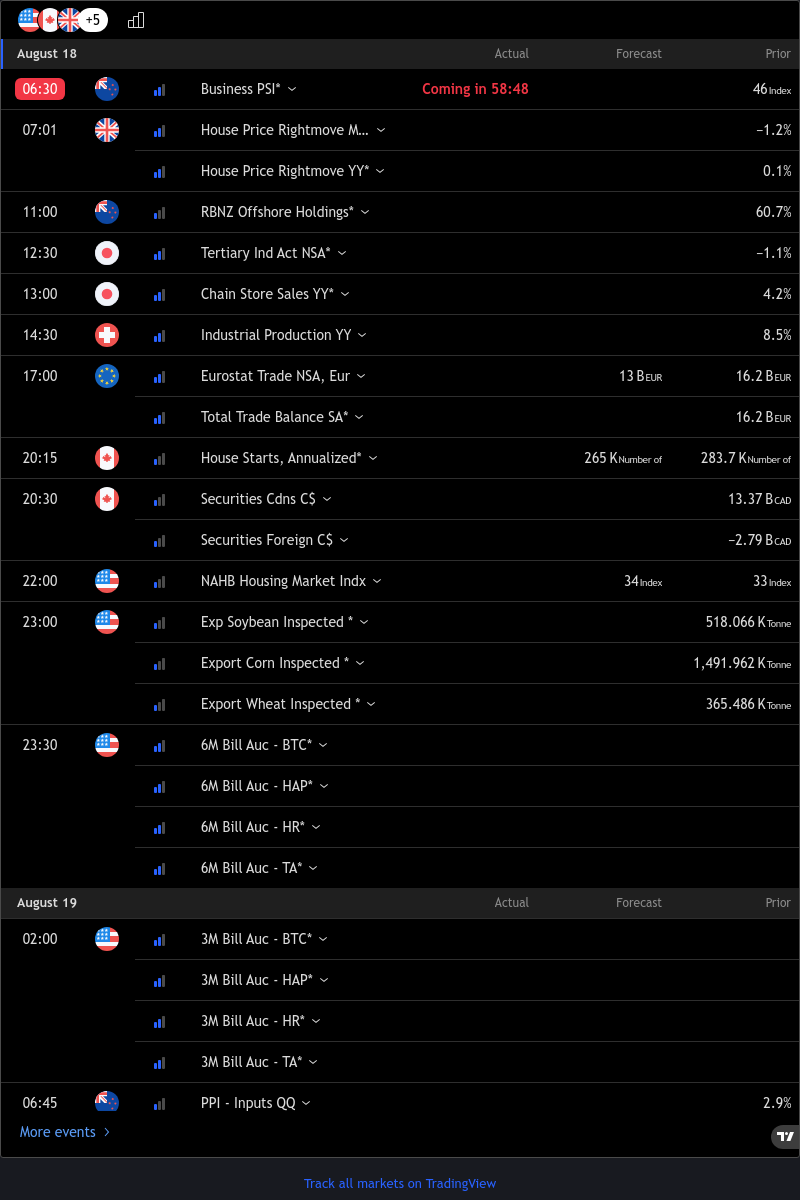 +5
August 18 Actual Forecast Prior
06:30 Business PSI* Coming in 58:48 46 Index
07:01 House Price Rightmove M... −1.2%
House Price Rightmove YY* 0.1%
11:00 RBNZ Offshore Holdings* 60.7%
12:30 Tertiary Ind Act NSA* −1.1%
13:00 Chain Store Sales YY* 4.2%
14:30 Industrial Production YY 8.5%
17:00 Eurostat Trade NSA, Eur 13 B EUR 16.2 B EUR
Total Trade Balance SA* 16.2 B EUR
20:15 House Starts, Annualized* 265 K Number of 283.7 K Number of
20:30 Securities Cdns C$ 13.37 B CAD
Securities Foreign C$ −2.79 B CAD
22:00 NAHB Housing Market Indx 34 Index 33 Index
23:00 Exp Soybean Inspected * 518.066 K Tonne
Export Corn Inspected * 1,491.962 K Tonne
Export Wheat Inspected * 365.486 K Tonne
23:30 6M Bill Auc - BTC*
6M Bill Auc - HAP*
6M Bill Auc - HR*
6M Bill Auc - TA*
August 19 Actual Forecast Prior
02:00 3M Bill Auc - BTC*
3M Bill Auc - HAP*
3M Bill Auc - HR*
3M Bill Auc - TA*
06:45 PPI - Inputs QQ 2.9%
More events
Track all markets on TradingView